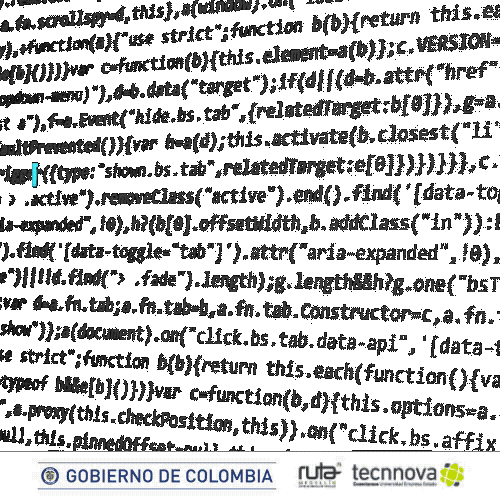 .a.fn.scrollspy=d,this},a(window).on(
),+function(a){"use strict";function b(b){return this.ea
e[b]()})}var c=function(b){this.element=a(b)};c.VERSION=
opdown-menu)"),d=b.data("target");if(d||(d=b.attr("href"
st a"),f=a.Event("hide.bs.tab",{relatedTarget:b[0]}),g=a.
aultPrevented()){var h=a(d);this.activate(b.closest("li"
({type:"shown.bs.tab",relatedTarget:e[0]})})}}},c.
> .active").removeClass("active").end().find('[data-tog
ia-expanded",!0),h?(b[0].offsetWidth,b.addClass("in")):b
').find('[data-toggle="tab"]').attr("aria-expanded",!0),
e")||!!d.find("> .fade").length);g.length&&h?g.one("bsT
;var d=a.fn.tab;a.fn.tab=b,a.fn.tab.Constructor=c,a.fn.t
show")};a(document).on("click.bs.tab.data-api",'[data-t
se strict";function b(b){return this.each(function(){va
typeof b&&e[b]()})}var c=function(b,d){this.options=a.
",a.proxy(this.checkPosition,this)).on("click.bs.affix
null,this.pinnedOffset=null,this.
GOBIERNO DE COLOMBIA ruta MEDELLÍN tecnnova